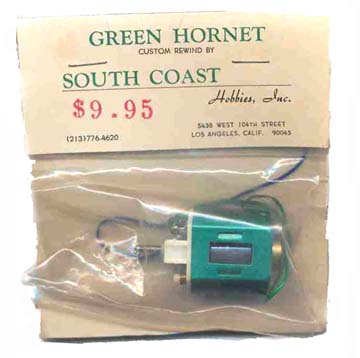 GREEN HORNET
CUSTOM REWIND BY
SOUTH COAST
$9.95
Hobbies, Inc.
5438 WEST 104TH STREET
(213)776-4620
LOS ANGELES, CALIF. 90045